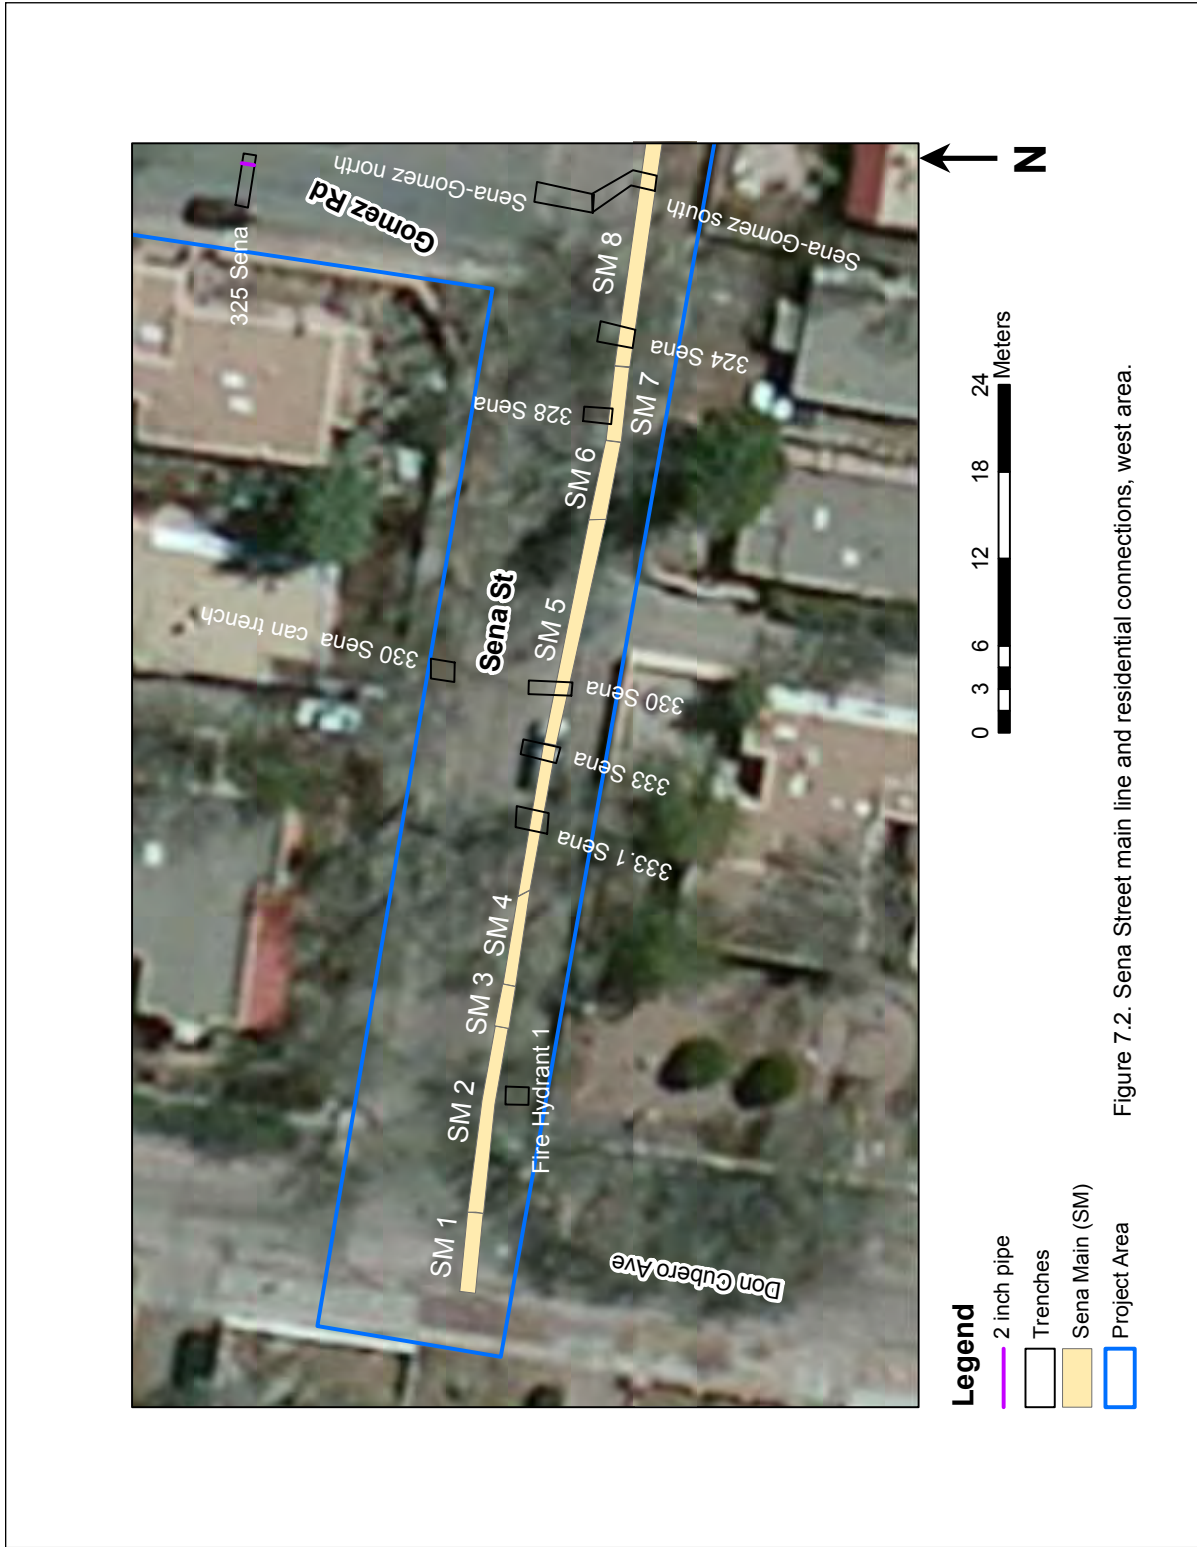 325 Sena
Gomez Rd
Sena-Gomez north
Sena-Gomez south
SM 8
324 Sena
328 Sena
SM 7
SM 6
330 Sena can trench
Sena St
SM 5
330 Sena
333 Sena
333.1 Sena
SM 4
SM 3
SM 2
Fire Hydrant 1
SM 1
Don Cubero Ave
N
0 3 6 12 18 24
Meters
Legend
2 inch pipe
Trenches
Sena Main (SM)
Project Area
Figure 7.2. Sena Street main line and residential connections, west area.